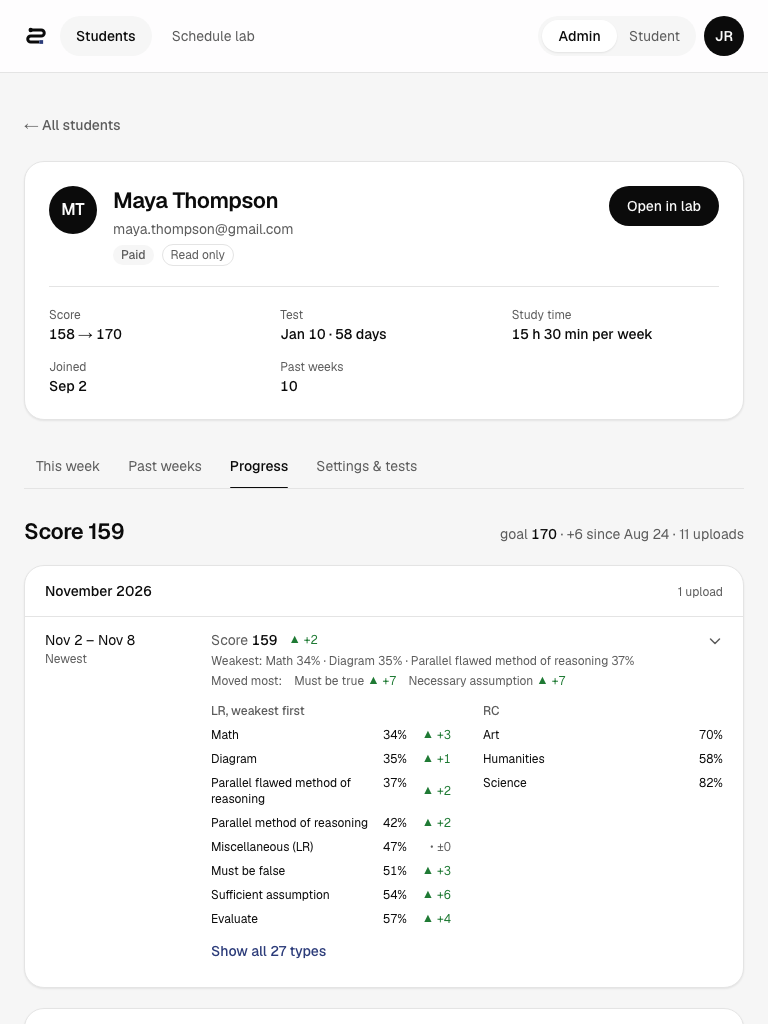 Students
Schedule lab
Admin
Student
JR
← All students
MT
Maya Thompson
maya.thompson@gmail.com
Paid
Read only
Open in lab
Score
158 → 170
Test
Jan 10 · 58 days
Study time
15 h 30 min per week
Joined
Sep 2
Past weeks
10
This week
Past weeks
Progress
Settings & tests
Score 159
goal 170 · +6 since Aug 24 · 11 uploads
November 2026
1 upload
Nov 2 – Nov 8
Newest
Score 159 ▲ +2
Weakest: Math 34% · Diagram 35% · Parallel flawed method of reasoning 37%
Moved most: Must be true ▲ +7 Necessary assumption ▲ +7
LR, weakest first
Math 34% ▲ +3
Diagram 35% ▲ +1
Parallel flawed method of
reasoning 37% ▲ +2
Parallel method of reasoning 42% ▲ +2
Miscellaneous (LR) 47% • ±0
Must be false 51% ▲ +3
Sufficient assumption 54% ▲ +6
Evaluate 57% ▲ +4
Show all 27 types
RC
Art 70%
Humanities 58%
Science 82%